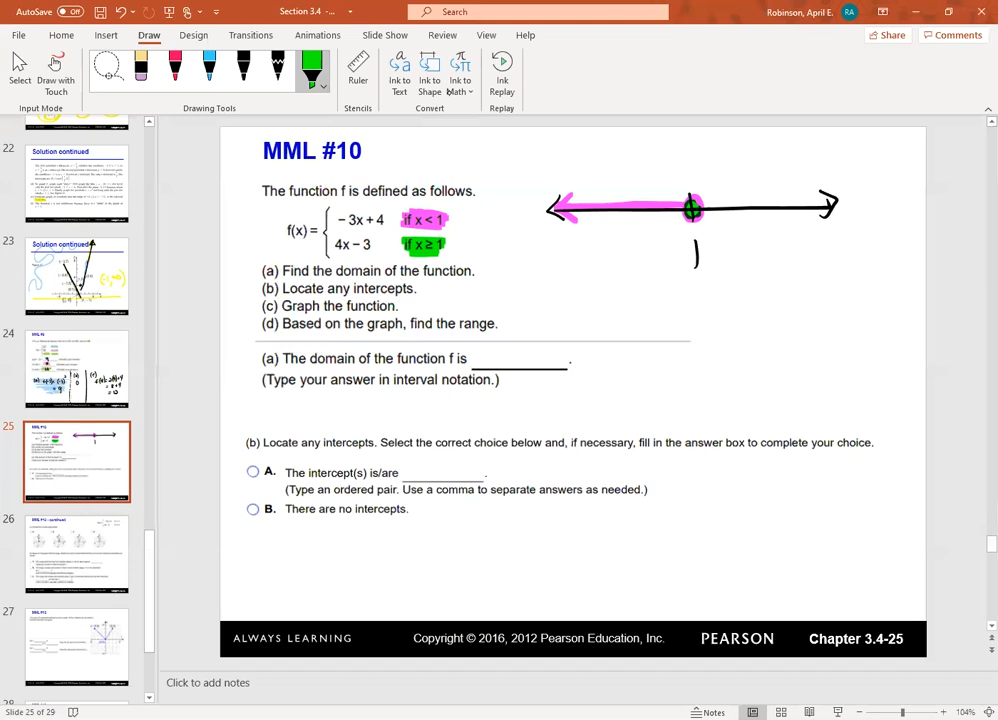 AutoSave Off Section 3.4 - Search Robinson, April E. RA
File Home Insert Draw Design Transitions Animations Slide Show Review View Help Share Comments
Select
Draw with
Touch
Ruler
Ink to
Text
Ink to
Shape
Ink to
Math
Ink
Replay
Input Mode Drawing Tools Stencils Convert Replay
22
Solution continued
23
Solution continued
24
25
26
27
28
MML #10
The function f is defined as follows.
f(x) = { − 3x + 4 if x < 1
4x − 3 if x ≥ 1
1
(a) Find the domain of the function.
(b) Locate any intercepts.
(c) Graph the function.
(d) Based on the graph, find the range.
(a) The domain of the function f is ________.
(Type your answer in interval notation.)
(b) Locate any intercepts. Select the correct choice below and, if necessary, fill in the answer box to complete your choice.
A. The intercept(s) is/are ________.
(Type an ordered pair. Use a comma to separate answers as needed.)
B. There are no intercepts.
ALWAYS LEARNING Copyright © 2016, 2012 Pearson Education, Inc. PEARSON Chapter 3.4-25
Click to add notes
Slide 25 of 29 Notes 104%